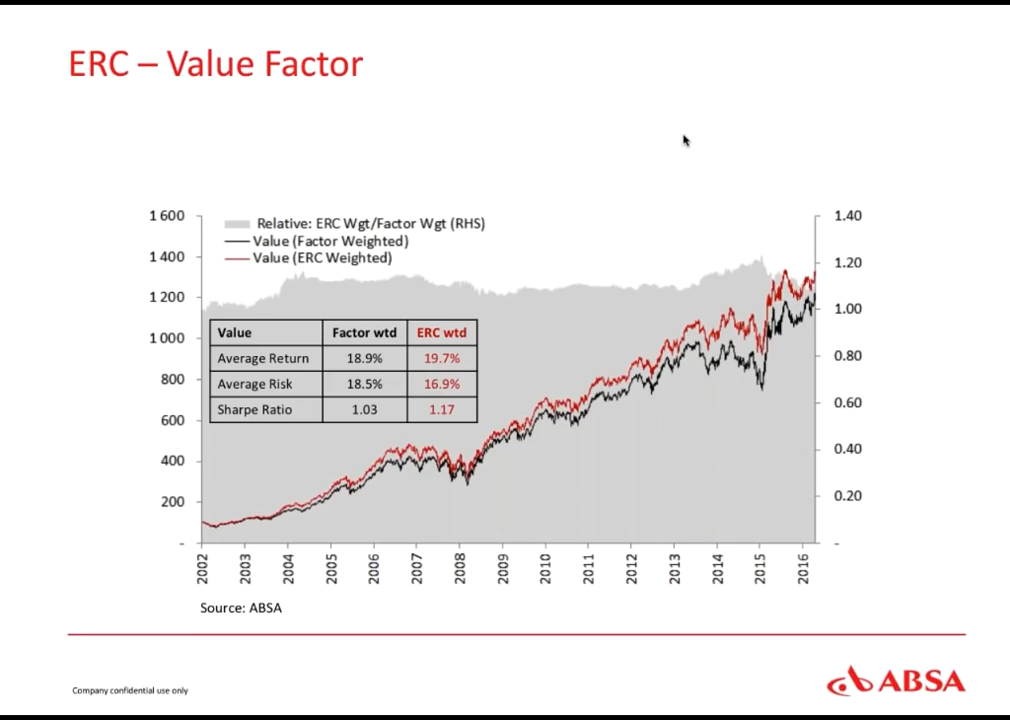 ERC – Value Factor
Relative: ERC Wgt/Factor Wgt (RHS)
Value (Factor Weighted)
Value (ERC Weighted)
1 600
1 400
1 200
1 000
800
600
400
200
-
1.40
1.20
1.00
0.80
0.60
0.40
0.20
-
Value Factor wtd ERC wtd
Average Return 18.9% 19.7%
Average Risk 18.5% 16.9%
Sharpe Ratio 1.03 1.17
2002 2003 2004 2005 2006 2007 2008 2009 2010 2011 2012 2013 2014 2015 2016
Source: ABSA
Company confidential use only
ABSA